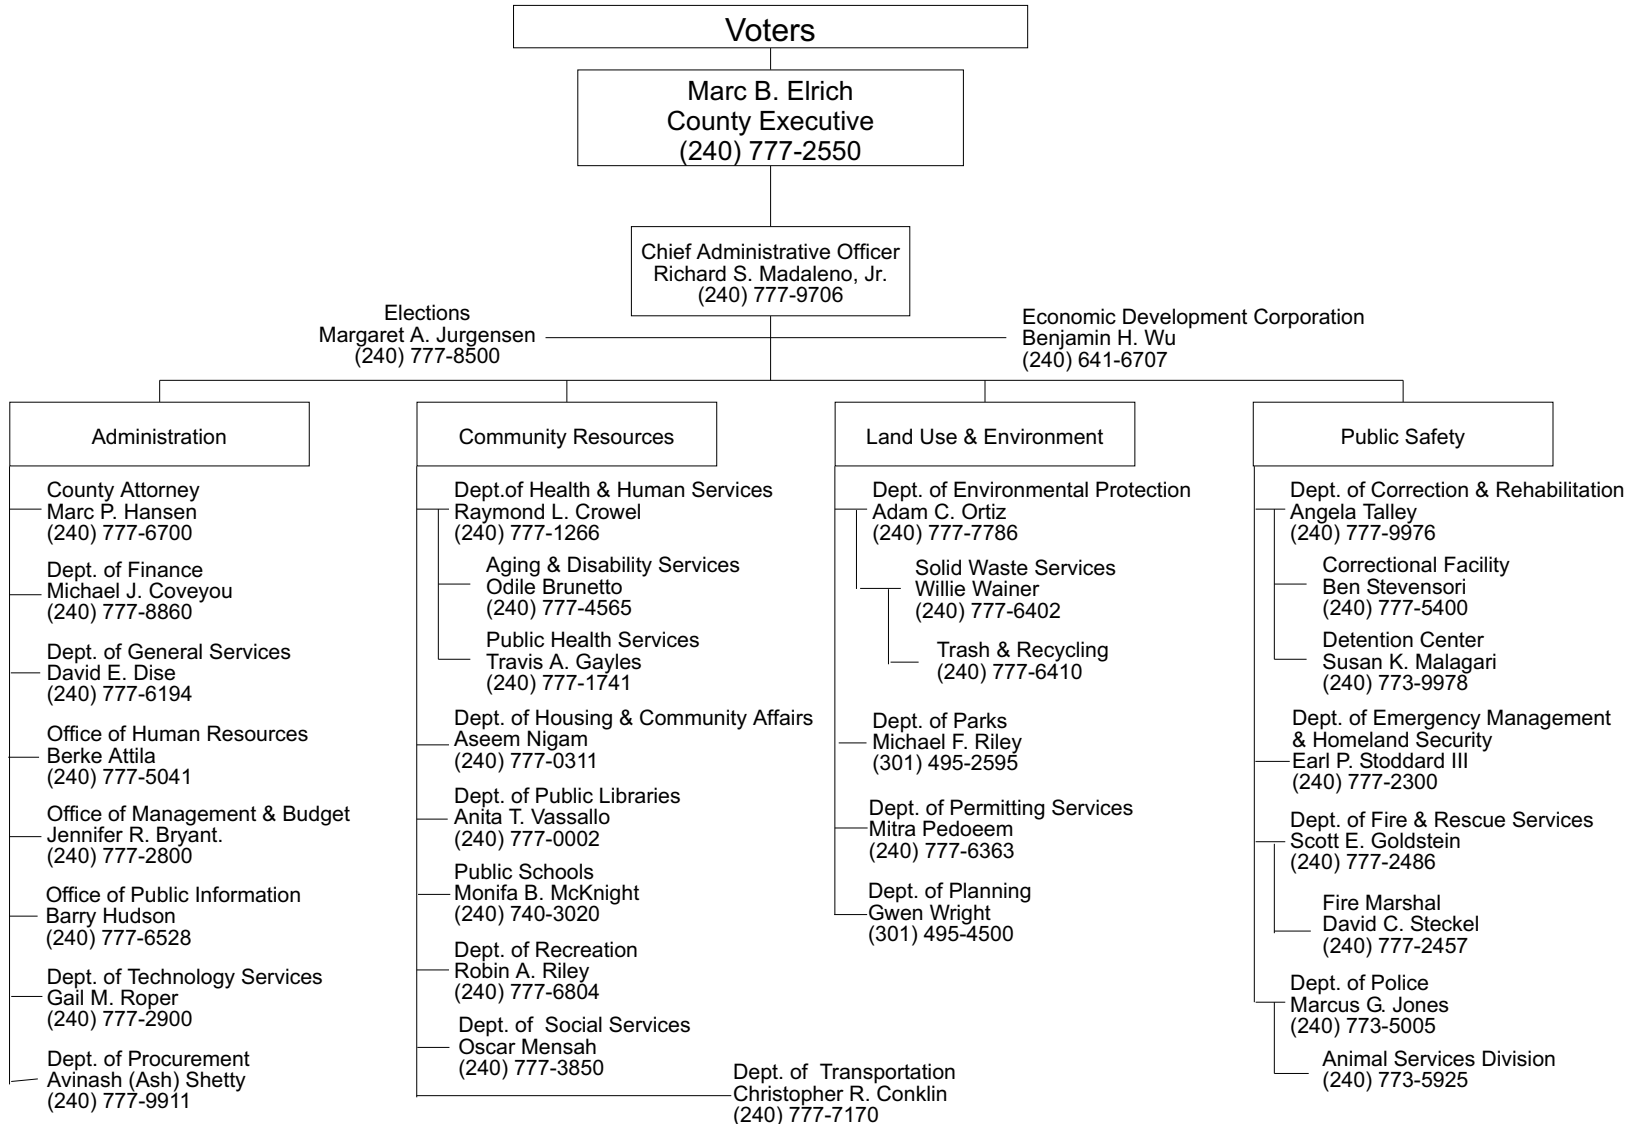 Voters
Marc B. Elrich
County Executive
(240) 777-2550
Chief Administrative Officer
Richard S. Madaleno, Jr.
(240) 777-9706
Elections
Margaret A. Jurgensen
(240) 777-8500
Economic Development Corporation
Benjamin H. Wu
(240) 641-6707
Administration
County Attorney
Marc P. Hansen
(240) 777-6700
Dept. of Finance
Michael J. Coveyou
(240) 777-8860
Dept. of General Services
David E. Dise
(240) 777-6194
Office of Human Resources
Berke Attila
(240) 777-5041
Office of Management & Budget
Jennifer R. Bryant.
(240) 777-2800
Office of Public Information
Barry Hudson
(240) 777-6528
Dept. of Technology Services
Gail M. Roper
(240) 777-2900
Dept. of Procurement
Avinash (Ash) Shetty
(240) 777-9911
Community Resources
Dept.of Health & Human Services
Raymond L. Crowel
(240) 777-1266
Aging & Disability Services
Odile Brunetto
(240) 777-4565
Public Health Services
Travis A. Gayles
(240) 777-1741
Dept. of Housing & Community Affairs
Aseem Nigam
(240) 777-0311
Dept. of Public Libraries
Anita T. Vassallo
(240) 777-0002
Public Schools
Monifa B. McKnight
(240) 740-3020
Dept. of Recreation
Robin A. Riley
(240) 777-6804
Dept. of Social Services
Oscar Mensah
(240) 777-3850
Dept. of Transportation
Christopher R. Conklin
(240) 777-7170
Land Use & Environment
Dept. of Environmental Protection
Adam C. Ortiz
(240) 777-7786
Solid Waste Services
Willie Wainer
(240) 777-6402
Trash & Recycling
(240) 777-6410
Dept. of Parks
Michael F. Riley
(301) 495-2595
Dept. of Permitting Services
Mitra Pedoeem
(240) 777-6363
Dept. of Planning
Gwen Wright
(301) 495-4500
Public Safety
Dept. of Correction & Rehabilitation
Angela Talley
(240) 777-9976
Correctional Facility
Ben Stevensori
(240) 777-5400
Detention Center
Susan K. Malagari
(240) 773-9978
Dept. of Emergency Management
& Homeland Security
Earl P. Stoddard III
(240) 777-2300
Dept. of Fire & Rescue Services
Scott E. Goldstein
(240) 777-2486
Fire Marshal
David C. Steckel
(240) 777-2457
Dept. of Police
Marcus G. Jones
(240) 773-5005
Animal Services Division
(240) 773-5925